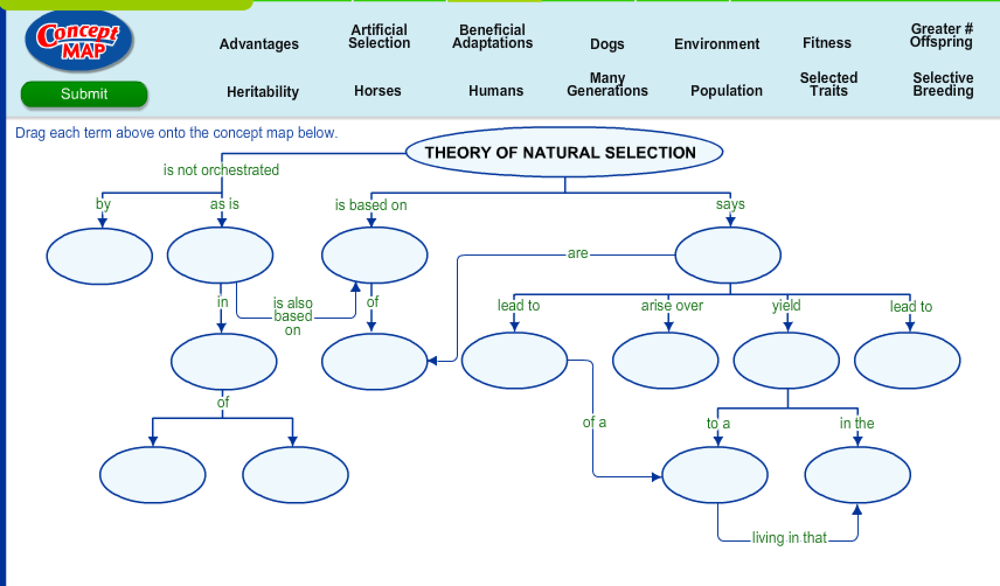 Concept
MAP
Submit
Advantages
Artificial
Selection
Beneficial
Adaptations
Dogs
Environment
Fitness
Greater #
Offspring
Heritability
Horses
Humans
Many
Generations
Population
Selected
Traits
Selective
Breeding
Drag each term above onto the concept map below.
THEORY OF NATURAL SELECTION
is not orchestrated
by
as is
is based on
says
are
in
is also
based
on
of
lead to
arise over
yield
lead to
of
of a
to a
in the
living in that